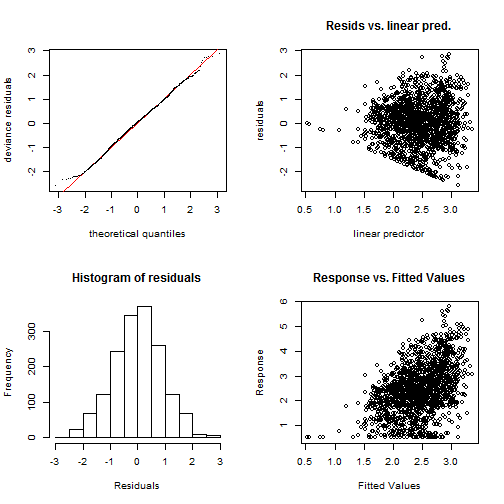 deviance residuals
-2 -1 0 1 2 3
-3 -2 -1 0 1 2 3
theoretical quantiles
Resids vs. linear pred.
residuals
-2 -1 0 1 2 3
0.5 1.0 1.5 2.0 2.5 3.0
linear predictor
Histogram of residuals
Frequency
0 100 200 300
-3 -2 -1 0 1 2 3
Residuals
Response vs. Fitted Values
Response
1 2 3 4 5 6
0.5 1.0 1.5 2.0 2.5 3.0
Fitted Values